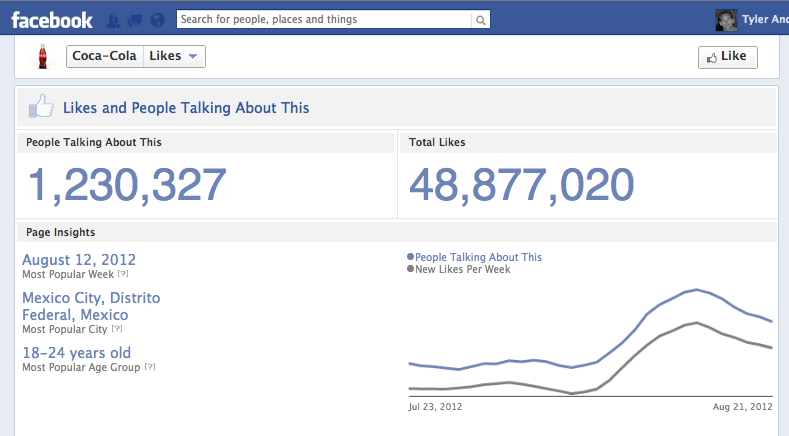 facebook
Search for people, places and things
Tyler
Coca-Cola
Likes
Like
Likes and People Talking About This
People Talking About This
1,230,327
Total Likes
48,877,020
Page Insights
August 12, 2012
Most Popular Week [?]
Mexico City, Distrito
Federal, Mexico
Most Popular City [?]
18-24 years old
Most Popular Age Group [?]
People Talking About This
New Likes Per Week
Jul 23, 2012
Aug 21, 2012